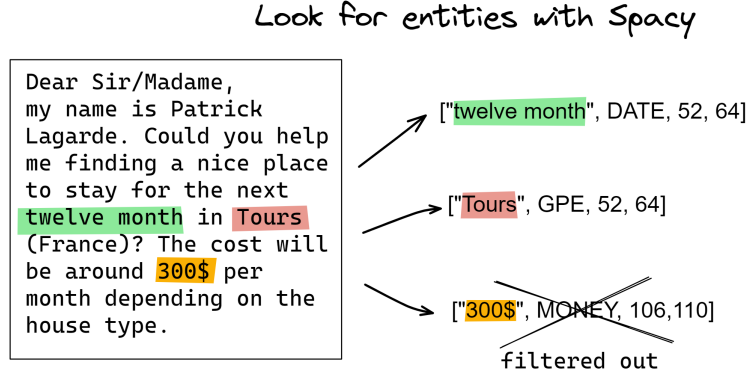 Look for entities with Spacy
Dear Sir/Madame,
my name is Patrick
Lagarde. Could you help
me finding a nice place
to stay for the next
twelve month in Tours
(France)? The cost will
be around 300$ per
month depending on the
house type.
["twelve month", DATE, 52, 64]
["Tours", GPE, 52, 64]
["300$", MONEY, 106,110]
filtered out